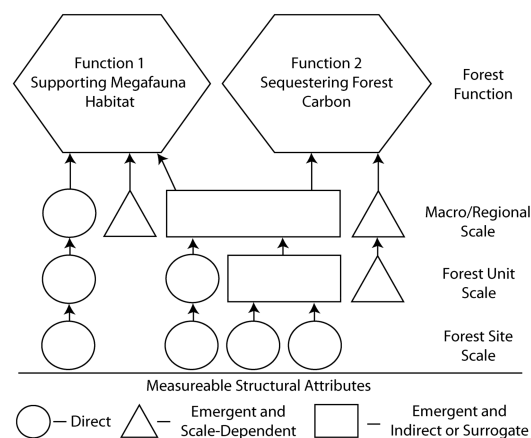 Function 1
Supporting Megafauna
Habitat
Function 2
Sequestering Forest
Carbon
Forest
Function
Macro/Regional
Scale
Forest Unit
Scale
Forest Site
Scale
Measureable Structural Attributes
– Direct
– Emergent and
Scale-Dependent
– Emergent and
Indirect or Surrogate